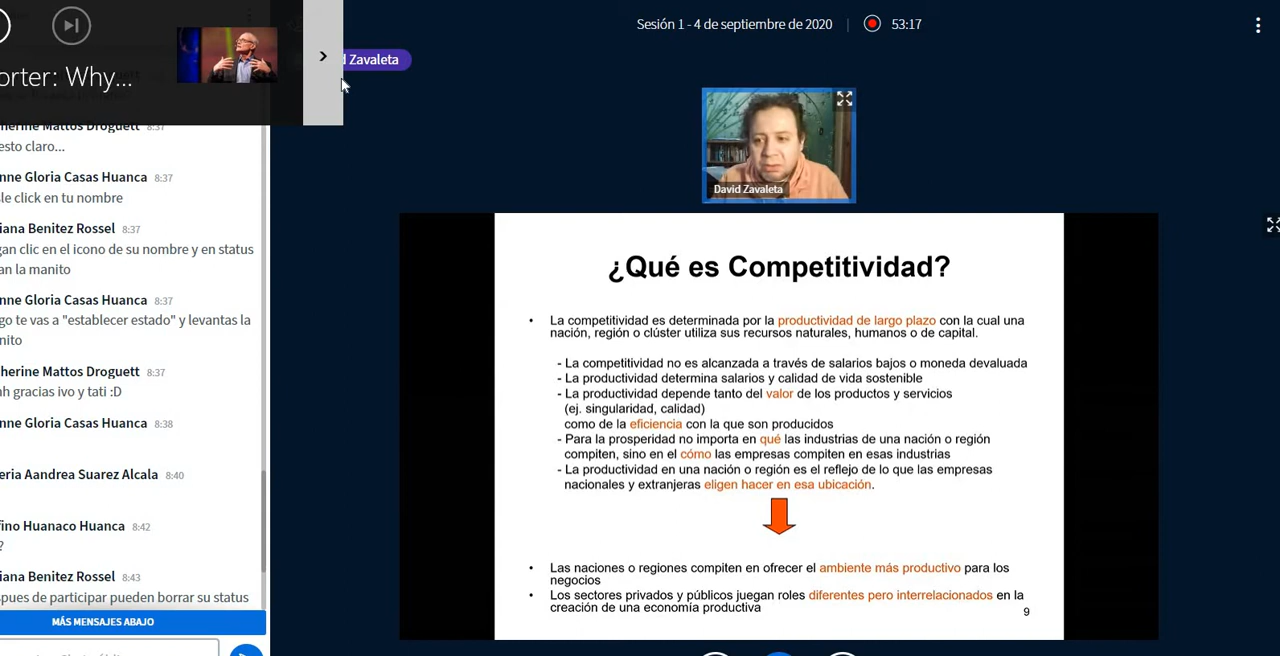 orter: Why...
herine Mattos Droguett 8:37
esto claro...
nne Gloria Casas Huanca 8:37
le click en tu nombre
iana Benitez Rossel 8:37
gan clic en el icono de su nombre y en status
an la manito
nne Gloria Casas Huanca 8:37
go te vas a "establecer estado" y levantas la
nito
herine Mattos Droguett 8:37
ah gracias ivo y tati :D
nne Gloria Casas Huanca 8:38
eria Aandrea Suarez Alcala 8:40
fino Huanaco Huanca 8:42
?
iana Benitez Rossel 8:43
spues de participar pueden borrar su status
MÁS MENSAJES ABAJO
Sesión 1 - 4 de septiembre de 2020
53:17
d Zavaleta
David Zavaleta
¿Qué es Competitividad?
• La competitividad es determinada por la productividad de largo plazo con la cual una
nación, región o clúster utiliza sus recursos naturales, humanos o de capital.
- La competitividad no es alcanzada a través de salarios bajos o moneda devaluada
- La productividad determina salarios y calidad de vida sostenible
- La productividad depende tanto del valor de los productos y servicios
(ej. singularidad, calidad)
como de la eficiencia con la que son producidos
- Para la prosperidad no importa en qué las industrias de una nación o región
compiten, sino en el cómo las empresas compiten en esas industrias
- La productividad en una nación o región es el reflejo de lo que las empresas
nacionales y extranjeras eligen hacer en esa ubicación.
• Las naciones o regiones compiten en ofrecer el ambiente más productivo para los
negocios
• Los sectores privados y públicos juegan roles diferentes pero interrelacionados en la
creación de una economía productiva
9